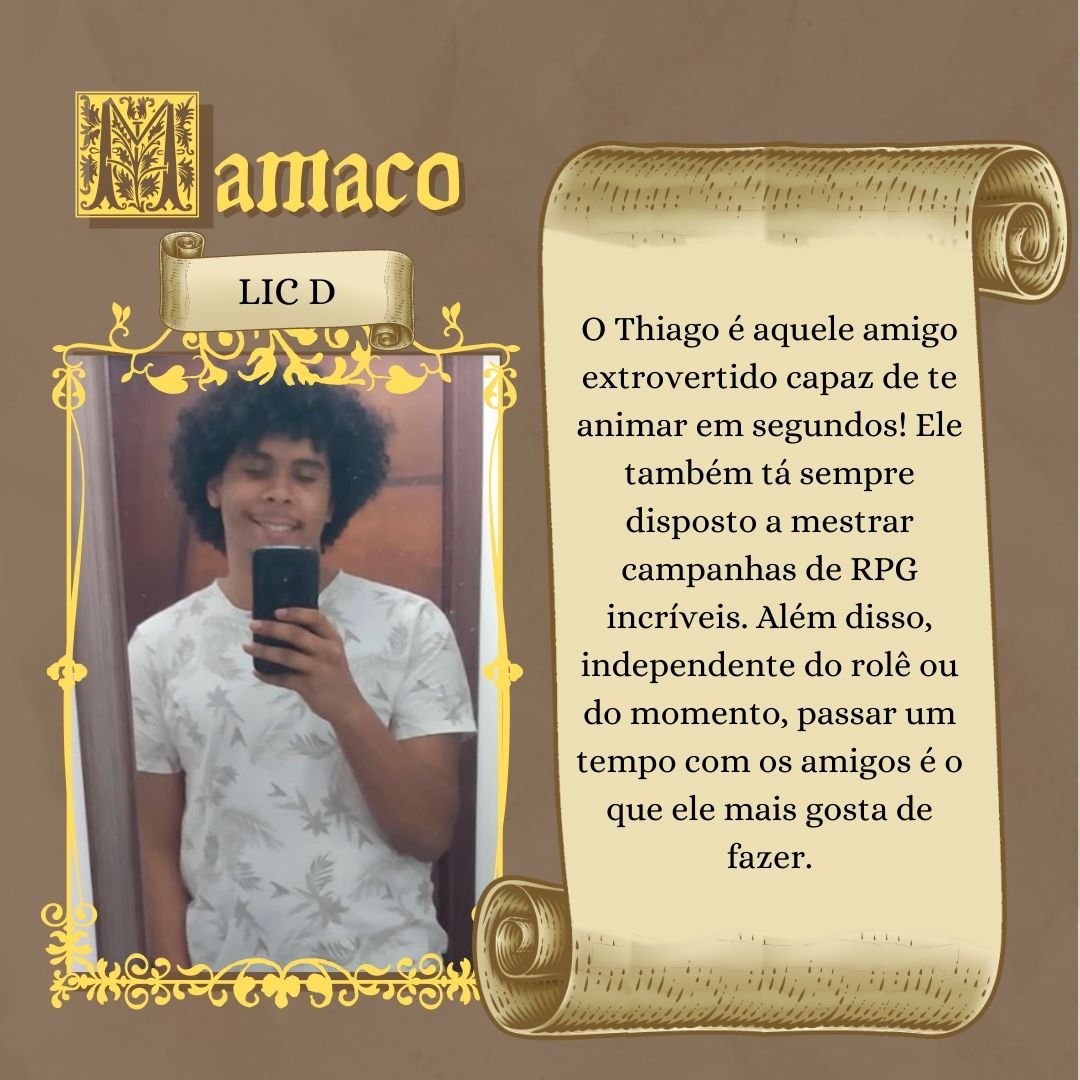 Mamaco
LIC D
O Thiago é aquele amigo
extrovertido capaz de te
animar em segundos! Ele
também tá sempre
disposto a mestrar
campanhas de RPG
incríveis. Além disso,
independente do rolê ou
do momento, passar um
tempo com os amigos é o
que ele mais gosta de
fazer.